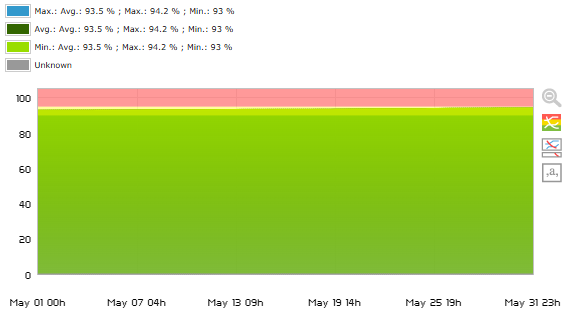 Max.: Avg.: 93.5 % ; Max.: 94.2 % ; Min.: 93 %
Avg.: Avg.: 93.5 % ; Max.: 94.2 % ; Min.: 93 %
Min.: Avg.: 93.5 % ; Max.: 94.2 % ; Min.: 93 %
Unknown
100
80
60
40
20
0
May 01 00h May 07 04h May 13 09h May 19 14h May 25 19h May 31 23h
,a,